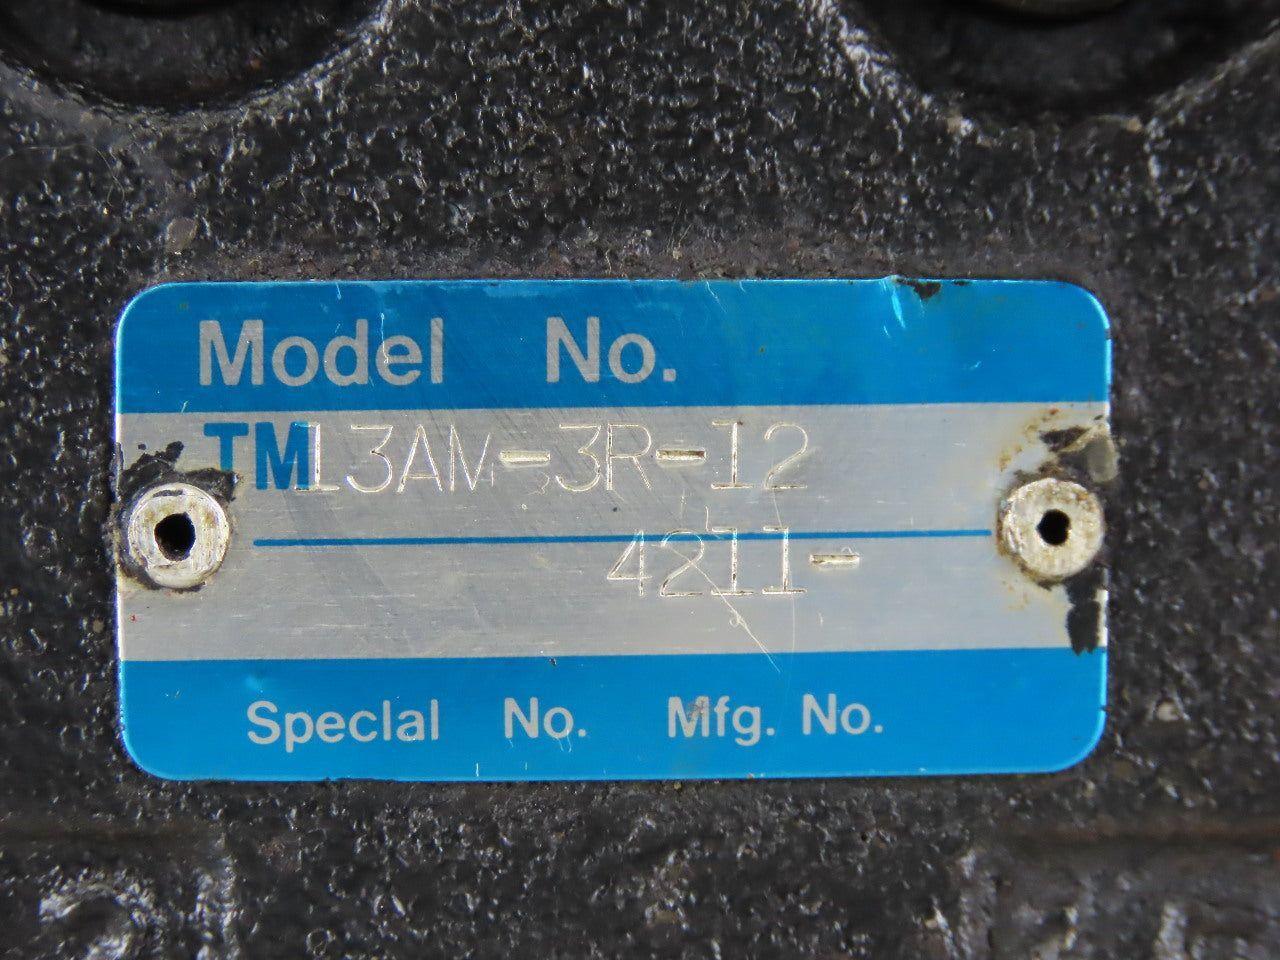 Model No.
TM13AM-3R-12
4211-
Special No. Mfg. No.